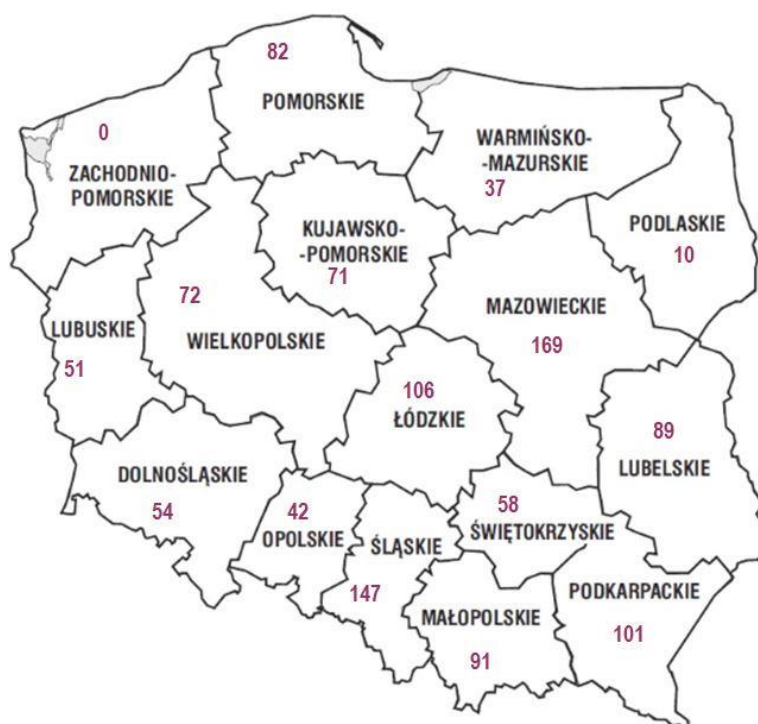 82
POMORSKIE
0
ZACHODNIO-
POMORSKIE
WARMIŃSKO-
-MAZURSKIE
37
PODLASKIE
10
KUJAWSKO-
-POMORSKIE
71
72
WIELKOPOLSKIE
LUBUSKIE
51
MAZOWIECKIE
169
106
ŁÓDZKIE
89
LUBELSKIE
DOLNOŚLĄSKIE
54
42
OPOLSKIE
ŚLĄSKIE
147
58
ŚWIĘTOKRZYSKIE
MAŁOPOLSKIE
91
PODKARPACKIE
101